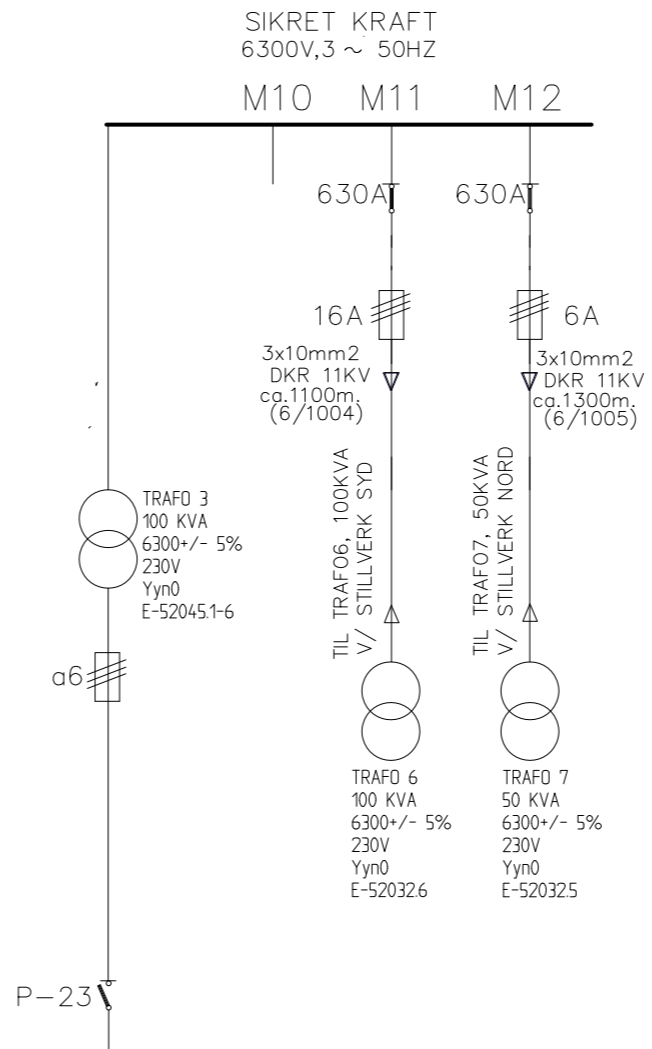 SIKRET KRAFT
6300V,3 ~ 50HZ
M10
M11
M12
630A
630A
16A
6A
3x10mm2
DKR 11KV
ca.1100m.
(6/1004)
3x10mm2
DKR 11KV
ca.1300m.
(6/1005)
TIL TRAFO6, 100KVA
V/ STILLVERK SYD
TIL TRAFO7, 50KVA
V/ STILLVERK NORD
TRAFO 3
100 KVA
6300+/- 5%
230V
Yyn0
E-52045.1-6
a6
TRAFO 6
100 KVA
6300+/- 5%
230V
Yyn0
E-52032.6
TRAFO 7
50 KVA
6300+/- 5%
230V
Yyn0
E-52032.5
P-23